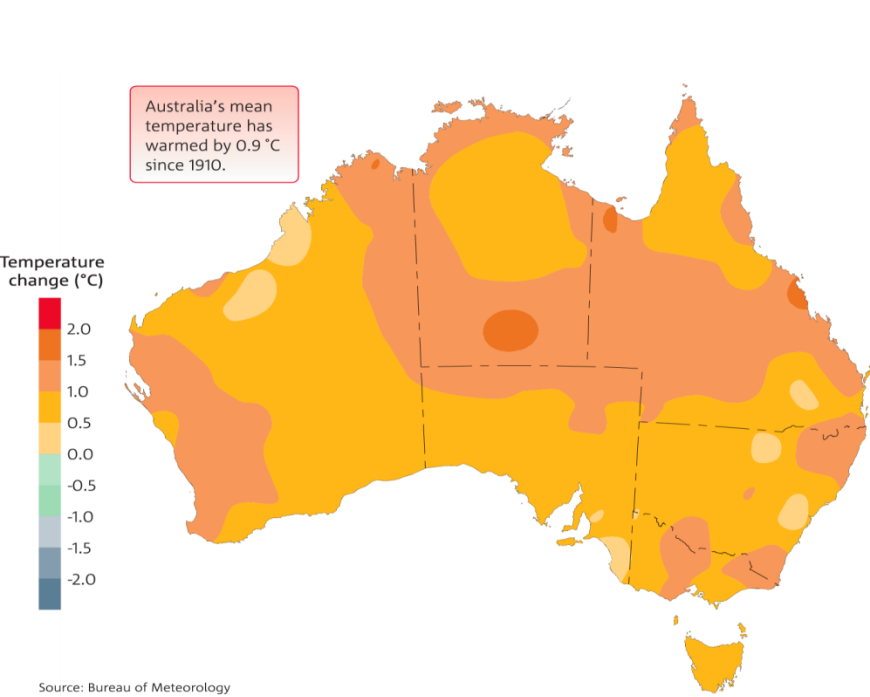 Australia's mean
temperature has
warmed by 0.9 °C
since 1910.
Temperature
change (°C)
2.0
1.5
1.0
0.5
0.0
-0.5
-1.0
-1.5
-2.0
Source: Bureau of Meteorology